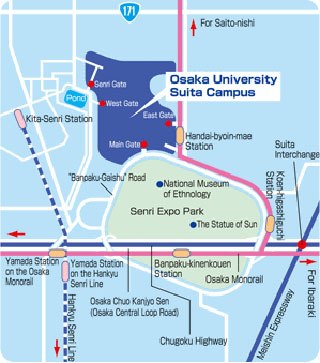 171
For Saito-nishi
Osaka University
Suita Campus
Senri Gate
Pond
West Gate
East Gate
Kita-Senri Station
Main Gate
Handai-byoin-mae
Station
Suita
Interchange
"Banpaku-Gaishu" Road
National Museum
of Ethnology
Senri Expo Park
The Statue of Sun
Koen-higashiguchi
Station
Yamada Station
on the Osaka
Monorail
Yamada Station
on the Hankyu
Senri Line
Banpaku-kinenkouen
Station
Osaka Monorail
For Ibaraki
Osaka Chuo Kanjyo Sen
(Osaka Central Loop Road)
Hankyu Senri Line
Chugoku Highway
Meishin Expressway